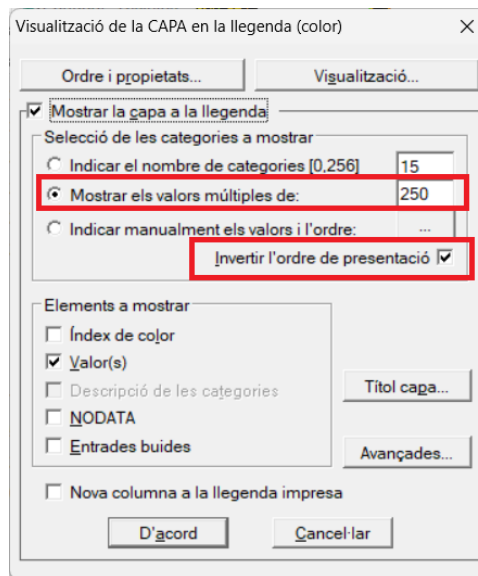 Visualització de la CAPA en la llegenda (color)
Ordre i propietats... Visualització...
Mostrar la capa a la llegenda
Selecció de les categories a mostrar
Indicar el nombre de categories [0,256] 15
Mostrar els valors múltiples de: 250
Indicar manualment els valors i l'ordre: ...
Invertir l'ordre de presentació
Elements a mostrar
Índex de color
Valor(s)
Descripció de les categories
Títol capa...
NODATA
Entrades buides
Avançades...
Nova columna a la llegenda impresa
D'acord Cancel·lar